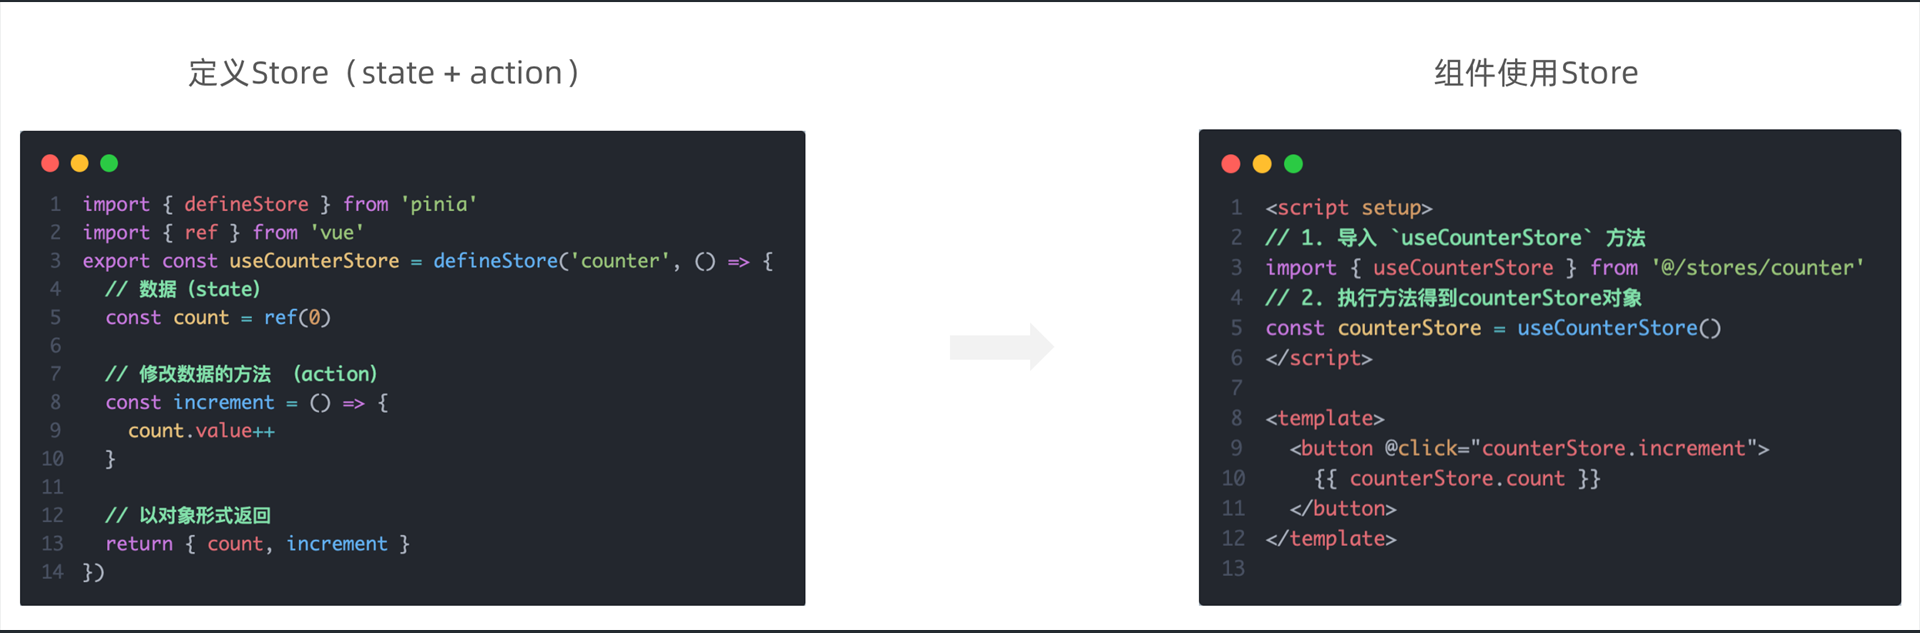 定义Store（state + action）
1 import { defineStore } from 'pinia'
2 import { ref } from 'vue'
3 export const useCounterStore = defineStore('counter', () => {
4   // 数据（state）
5   const count = ref(0)
6
7   // 修改数据的方法 （action）
8   const increment = () => {
9     count.value++
10   }
11
12   // 以对象形式返回
13   return { count, increment }
14 })
组件使用Store
1 <script setup>
2 // 1. 导入 `useCounterStore` 方法
3 import { useCounterStore } from '@/stores/counter'
4 // 2. 执行方法得到counterStore对象
5 const counterStore = useCounterStore()
6 </script>
7
8 <template>
9   <button @click="counterStore.increment">
10     {{ counterStore.count }}
11   </button>
12 </template>
13